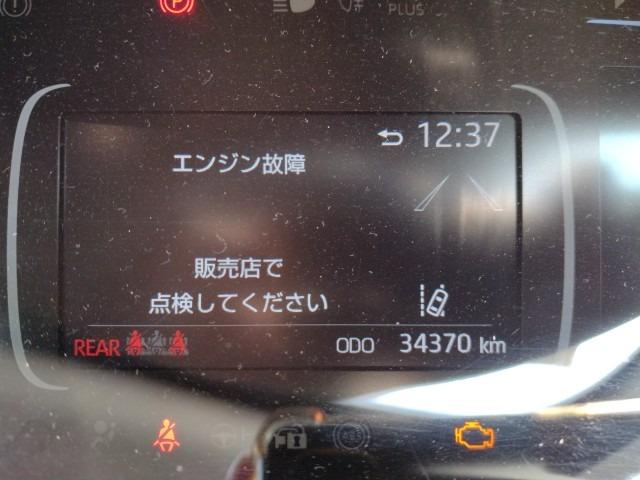 PLUS
12:37
エンジン故障
販売店で
点検してください
REAR
ODO 34370 km